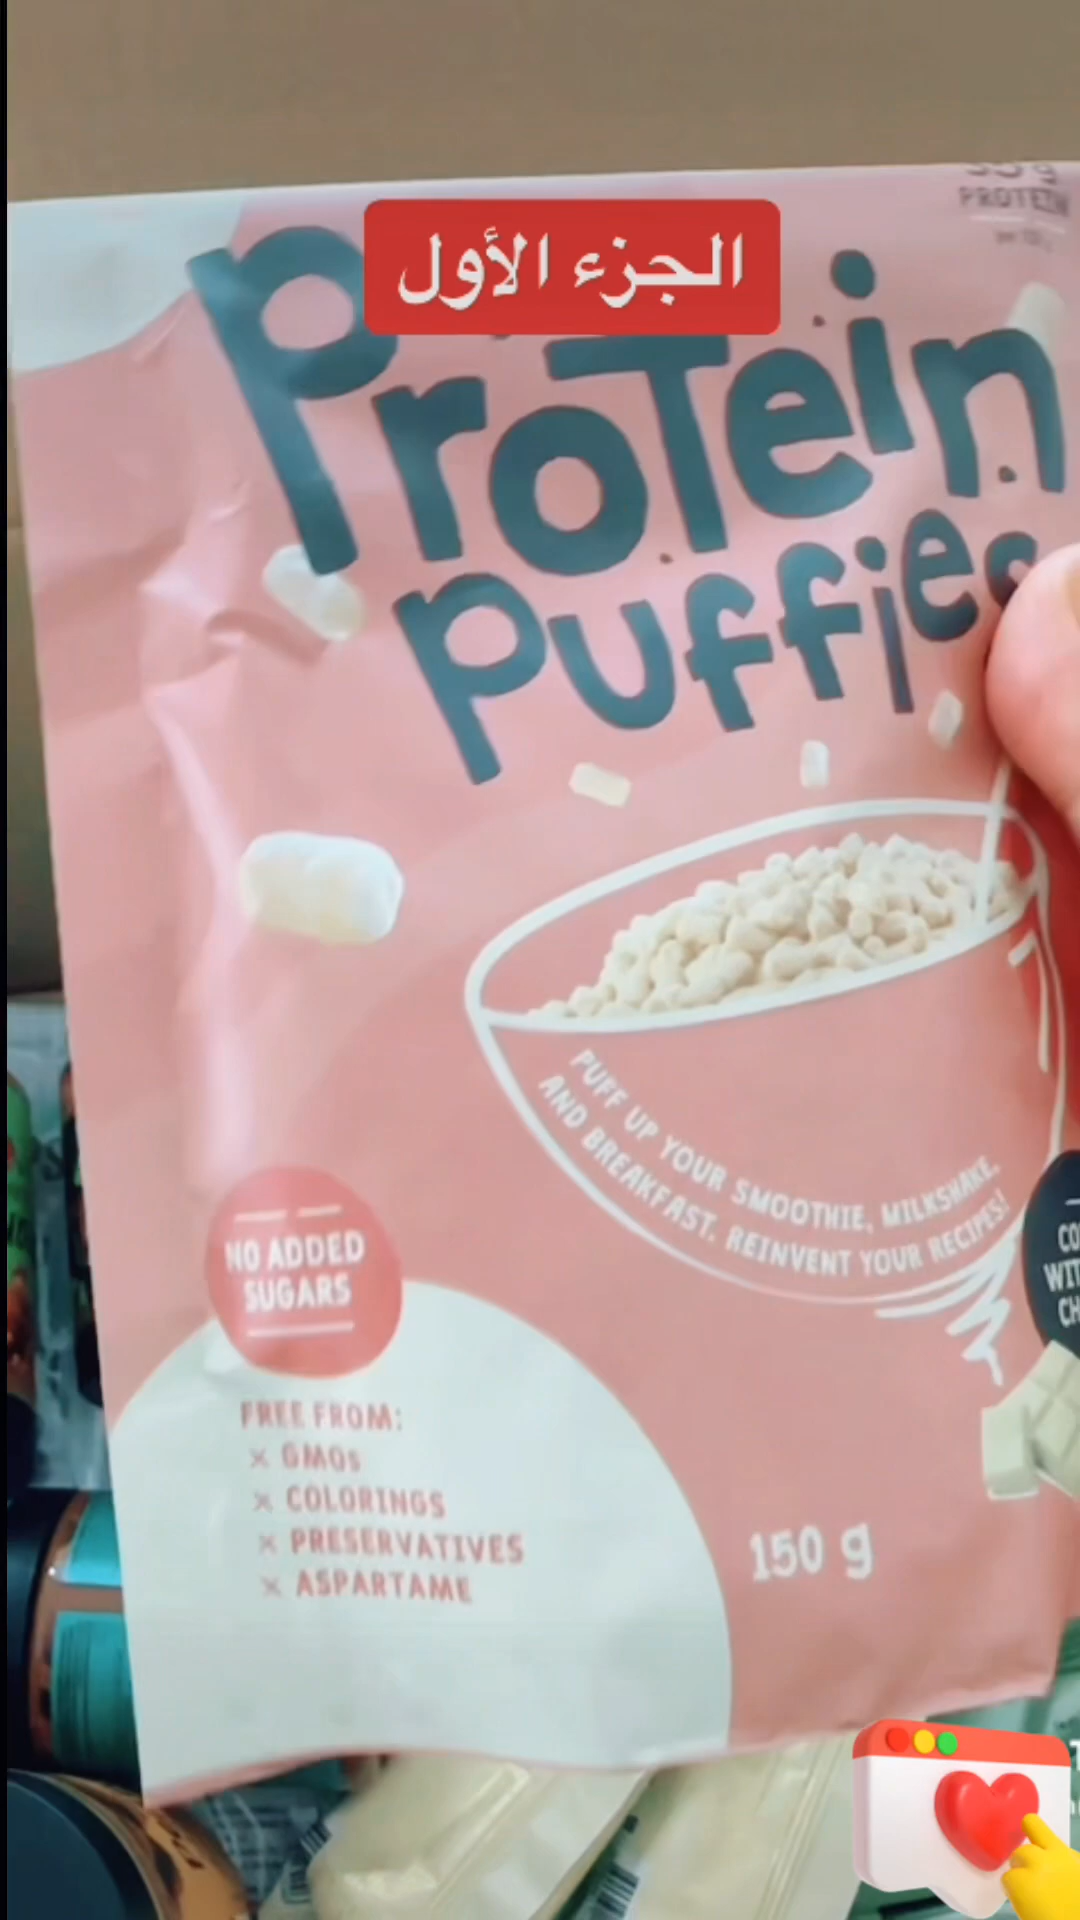 PROTEIN
الجزء الأول
Protein
Puffies
PUFF UP YOUR SMOOTHIE, MILKSHAKE,
AND BREAKFAST. REINVENT YOUR RECIPES!
NO ADDED
SUGARS
FREE FROM:
× GMOs
× COLORINGS
× PRESERVATIVES
× ASPARTAME
150 g